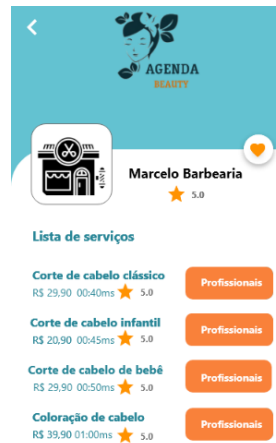 AGENDA
BEAUTY
Marcelo Barbearia
5.0
Lista de serviços
Corte de cabelo clássico
R$ 29,90 00:40ms 5.0
Profissionais
Corte de cabelo infantil
R$ 20,90 00:45ms 5.0
Profissionais
Corte de cabelo de bebê
R$ 29,90 00:50ms 5.0
Profissionais
Coloração de cabelo
R$ 39,90 01:00ms 5.0
Profissionais